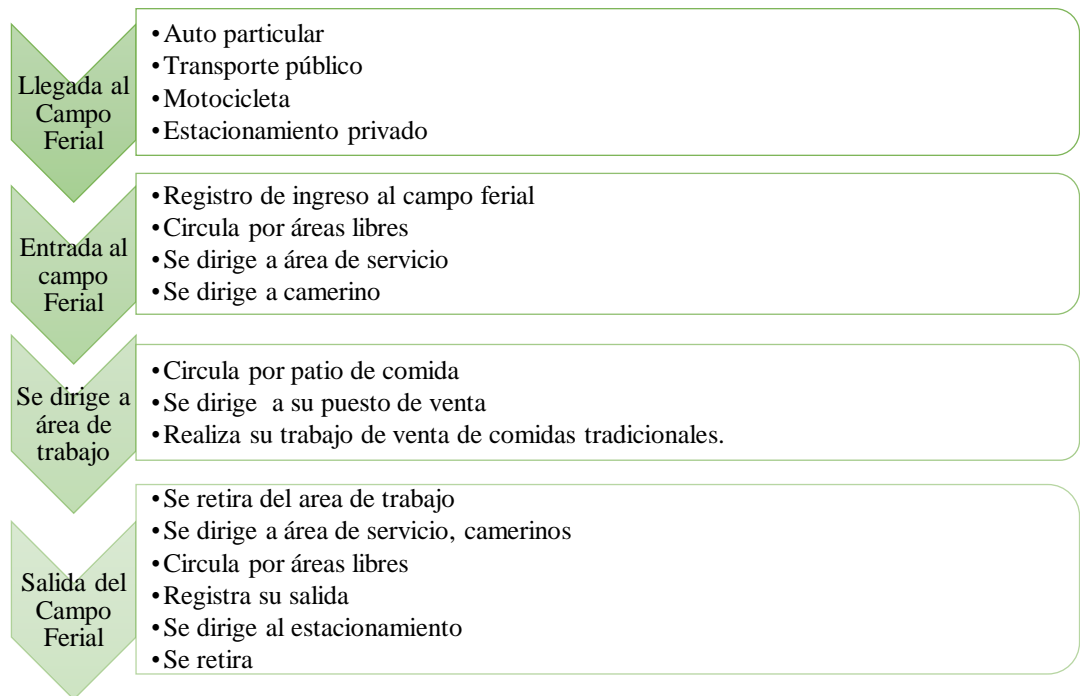 Llegada al
Campo
Ferial
•Auto particular
•Transporte público
•Motocicleta
•Estacionamiento privado
Entrada al
campo
Ferial
•Registro de ingreso al campo ferial
•Circula por áreas libres
•Se dirige a área de servicio
•Se dirige a camerino
Se dirige a
área de
trabajo
•Circula por patio de comida
•Se dirige a su puesto de venta
•Realiza su trabajo de venta de comidas tradicionales.
Salida del
Campo
Ferial
•Se retira del area de trabajo
•Se dirige a área de servicio, camerinos
•Circula por áreas libres
•Registra su salida
•Se dirige al estacionamiento
•Se retira